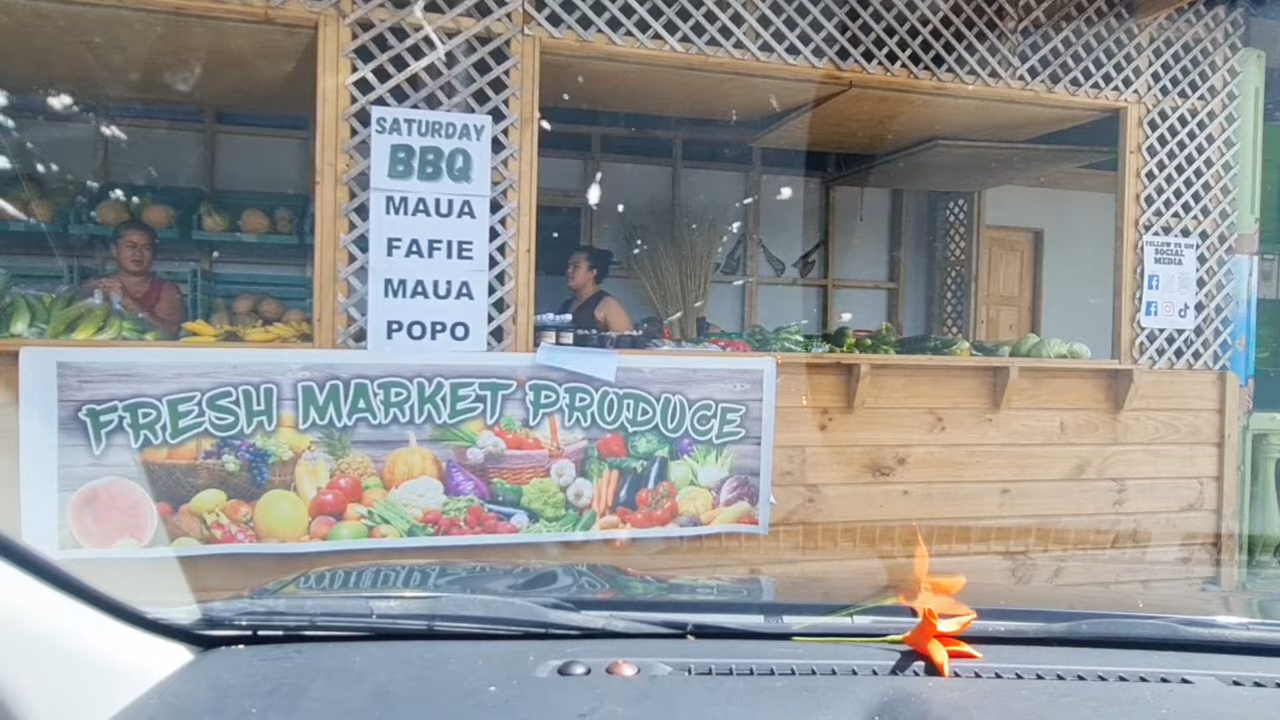 SATURDAY
BBQ
MAUA
FAFIE
MAUA
POPO
FRESH MARKET PRODUCE
FOLLOW US ON
SOCIAL
MEDIA